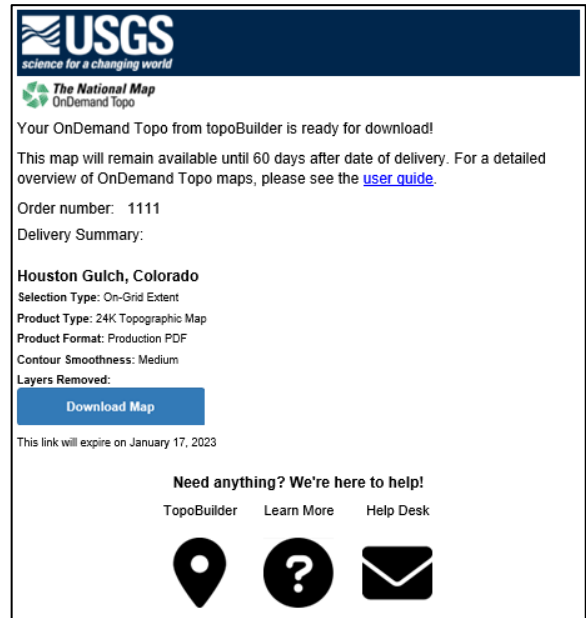 USGS
science for a changing world
The National Map
OnDemand Topo
Your OnDemand Topo from topoBuilder is ready for download!
This map will remain available until 60 days after date of delivery. For a detailed
overview of OnDemand Topo maps, please see the user guide.
Order number: 1111
Delivery Summary:
Houston Gulch, Colorado
Selection Type: On-Grid Extent
Product Type: 24K Topographic Map
Product Format: Production PDF
Contour Smoothness: Medium
Layers Removed:
Download Map
This link will expire on January 17, 2023
Need anything? We're here to help!
TopoBuilder Learn More Help Desk
?